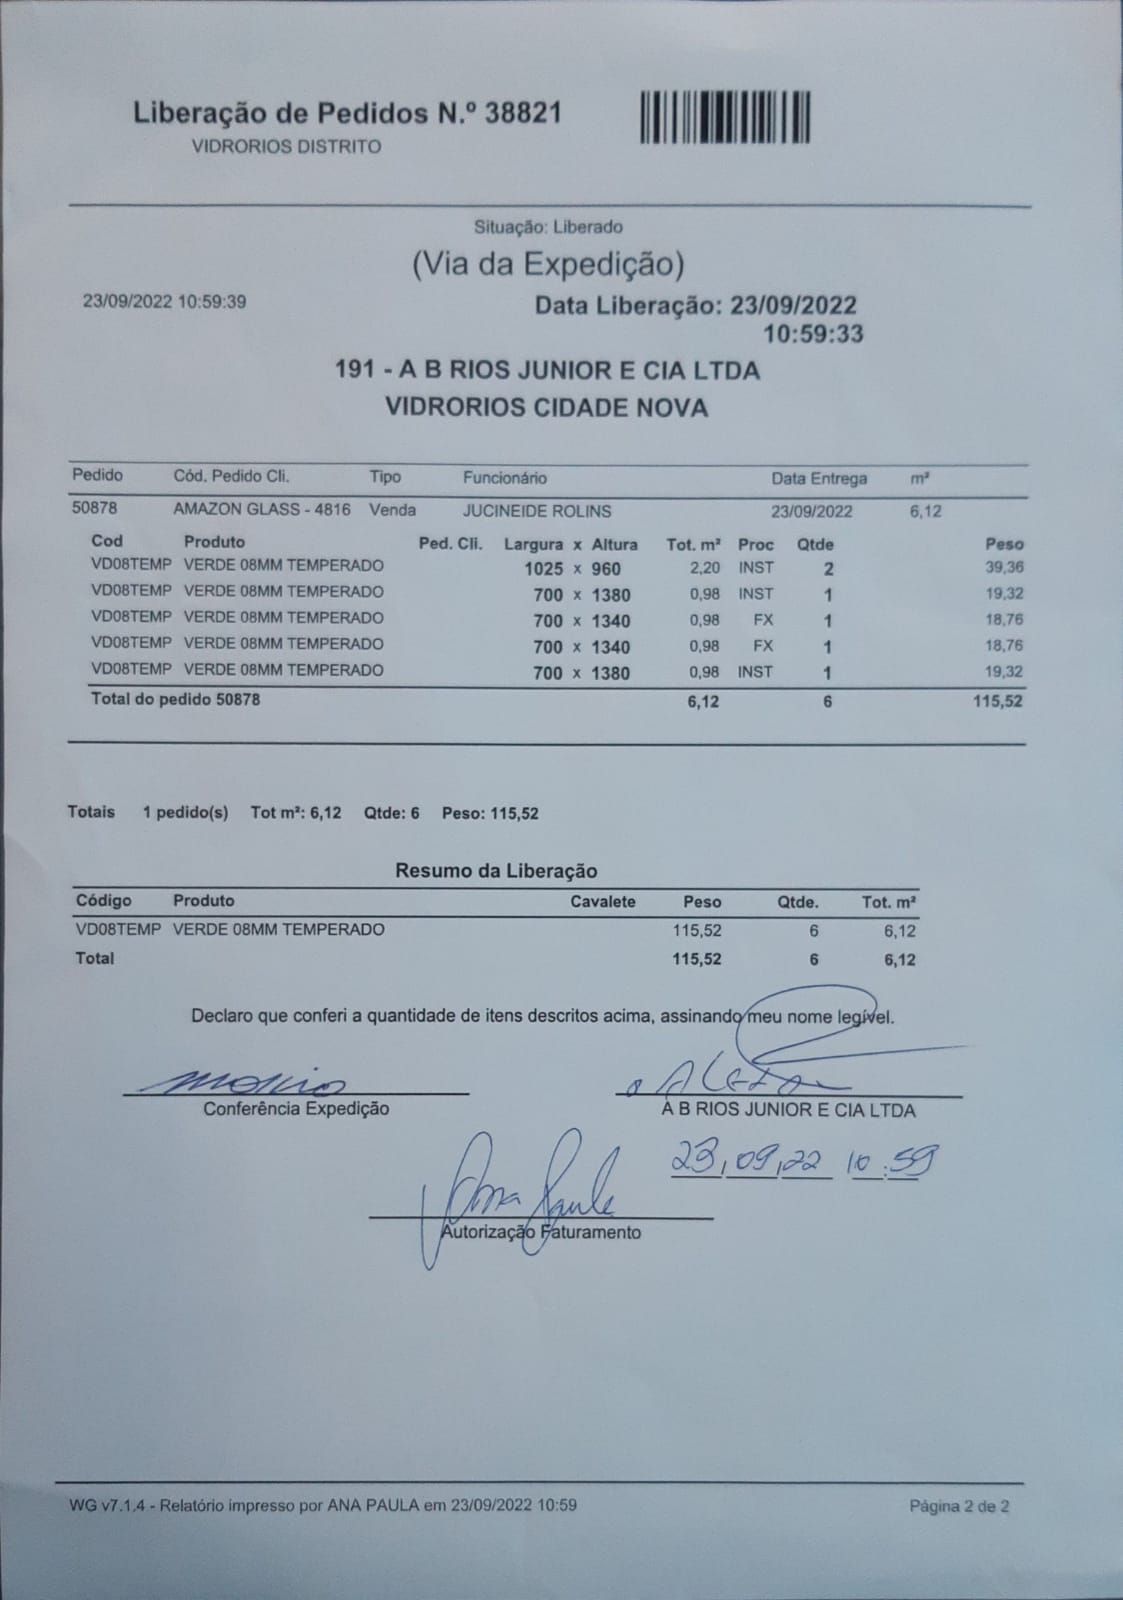 Liberação de Pedidos N.º 38821
VIDRORIOS DISTRITO
Situação: Liberado
(Via da Expedição)
23/09/2022 10:59:39 Data Liberação: 23/09/2022
10:59:33
191 - A B RIOS JUNIOR E CIA LTDA
VIDRORIOS CIDADE NOVA
Pedido Cód. Pedido Cli. Tipo Funcionário Data Entrega m²
50878 AMAZON GLASS - 4816 Venda JUCINEIDE ROLINS 23/09/2022 6,12
Cod Produto Ped. Cli. Largura x Altura Tot. m² Proc Qtde Peso
VD08TEMP VERDE 08MM TEMPERADO 1025 x 960 2,20 INST 2 39,36
VD08TEMP VERDE 08MM TEMPERADO 700 x 1380 0,98 INST 1 19,32
VD08TEMP VERDE 08MM TEMPERADO 700 x 1340 0,98 FX 1 18,76
VD08TEMP VERDE 08MM TEMPERADO 700 x 1340 0,98 FX 1 18,76
VD08TEMP VERDE 08MM TEMPERADO 700 x 1380 0,98 INST 1 19,32
Total do pedido 50878 6,12 6 115,52
Totais 1 pedido(s) Tot m²: 6,12 Qtde: 6 Peso: 115,52
Resumo da Liberação
Código Produto Cavalete Peso Qtde. Tot. m²
VD08TEMP VERDE 08MM TEMPERADO 115,52 6 6,12
Total 115,52 6 6,12
Declaro que conferi a quantidade de itens descritos acima, assinando meu nome legível.
Conferência Expedição A B RIOS JUNIOR E CIA LTDA
23,09,22 10:59
Ana Paula
Autorização Faturamento
WG v7.1.4 - Relatório impresso por ANA PAULA em 23/09/2022 10:59 Página 2 de 2